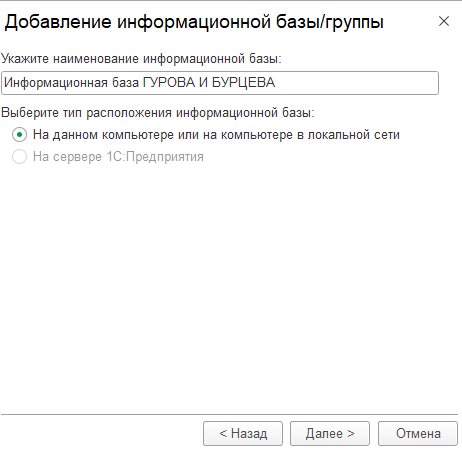 Добавление информационной базы/группы
Укажите наименование информационной базы:
Информационная база ГУРОВА И БУРЦЕВА
Выберите тип расположения информационной базы:
На данном компьютере или на компьютере в локальной сети
На сервере 1С:Предприятия
< Назад
Далее >
Отмена